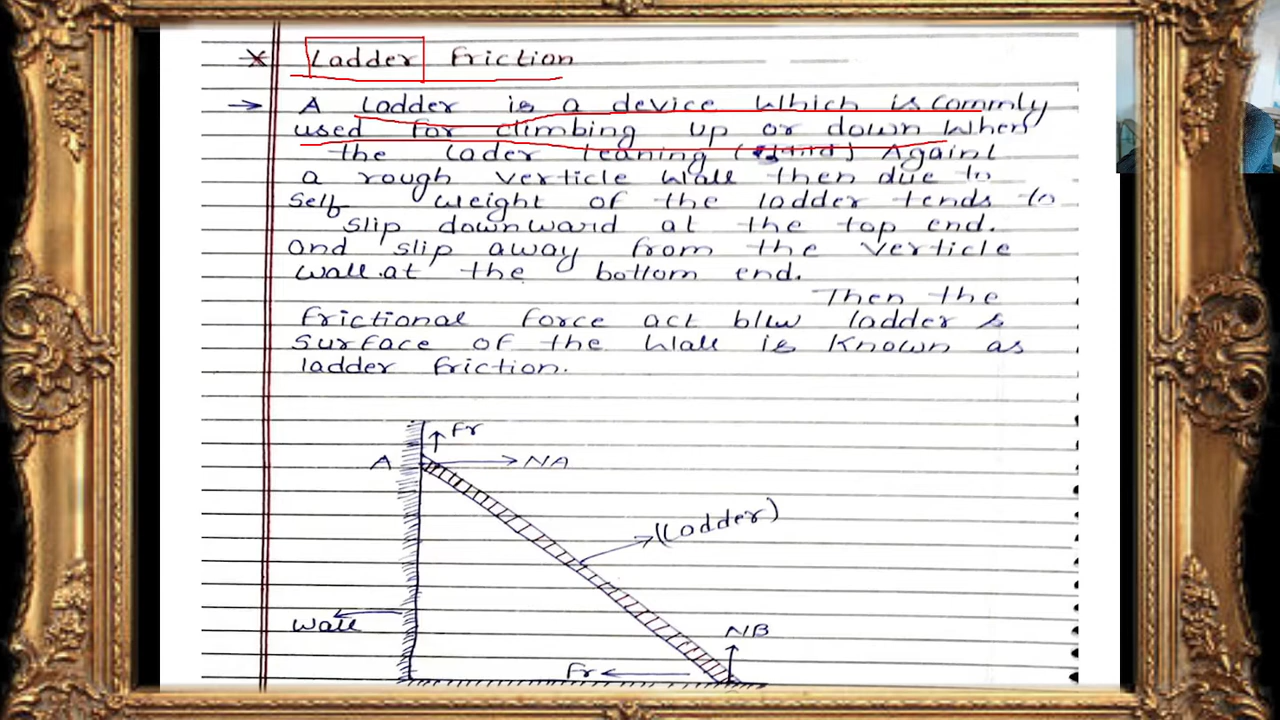 * Ladder Friction
→ A Ladder is a device which is commly
used for climbing up or down when
the lader leaning ( ) Againt
a rough verticle wall then due to
self weight of the ladder tends to
slip downward at the top end.
and slip away from the verticle
wall.at the bottom end.
Then the
frictional force act b/w ladder &
surface of the wall is known as
ladder friction.
Fr
A
NA
(Ladder)
Wall
NB
Fr